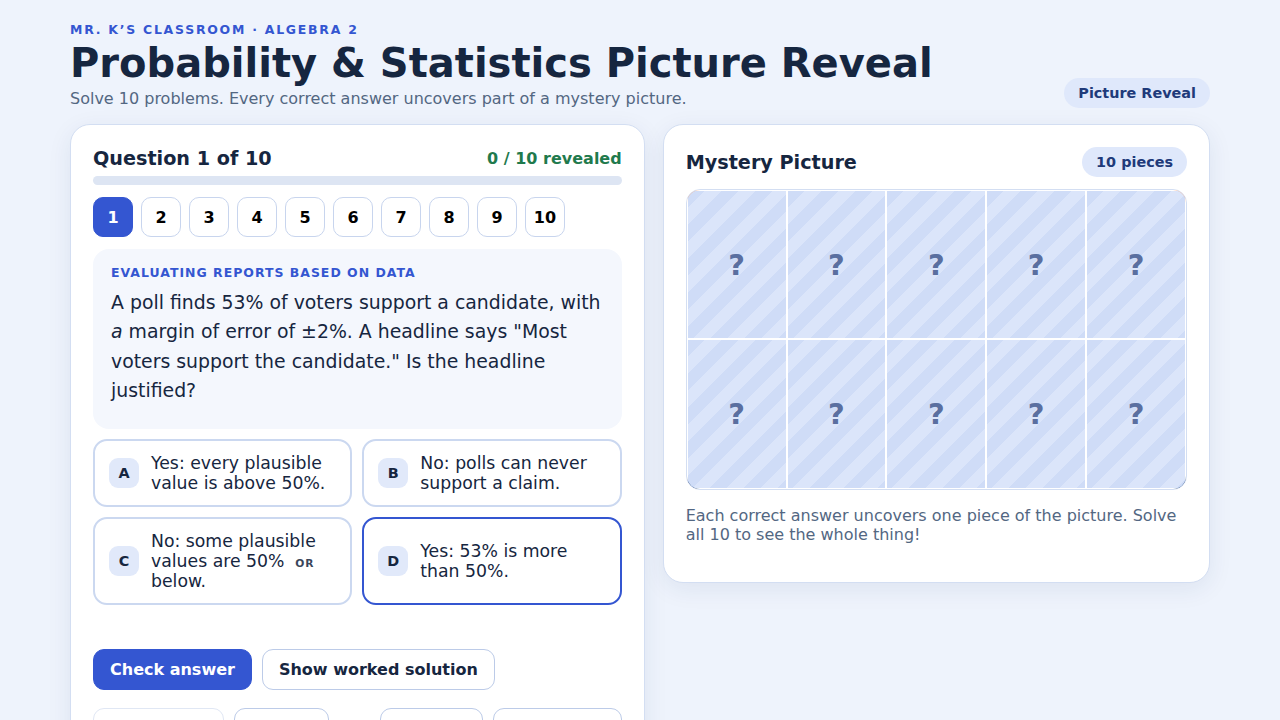 MR. K’S CLASSROOM · ALGEBRA 2
Probability & Statistics Picture Reveal
Solve 10 problems. Every correct answer uncovers part of a mystery picture.
Picture Reveal
Question 1 of 10
0 / 10 revealed
1 2 3 4 5 6 7 8 9 10
EVALUATING REPORTS BASED ON DATA
A poll finds 53% of voters support a candidate, with
a margin of error of ±2%. A headline says "Most
voters support the candidate." Is the headline
justified?
A
Yes: every plausible
value is above 50%.
B
No: polls can never
support a claim.
C
No: some plausible
values are 50% OR
below.
D
Yes: 53% is more
than 50%.
Check answer
Show worked solution
Mystery Picture
10 pieces
? ? ? ? ?
? ? ? ? ?
Each correct answer uncovers one piece of the picture. Solve
all 10 to see the whole thing!